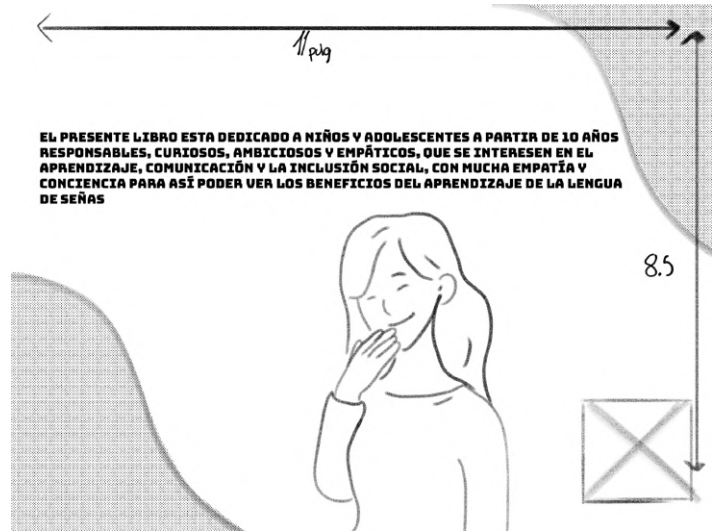 11 pulg
EL PRESENTE LIBRO ESTA DEDICADO A NIÑOS Y ADOLESCENTES A PARTIR DE 10 AÑOS
RESPONSABLES, CURIOSOS, AMBICIOSOS Y EMPÁTICOS, QUE SE INTERESEN EN EL
APRENDIZAJE, COMUNICACIÓN Y LA INCLUSIÓN SOCIAL, CON MUCHA EMPATÍA Y
CONCIENCIA PARA ASÍ PODER VER LOS BENEFICIOS DEL APRENDIZAJE DE LA LENGUA
DE SEÑAS
8.5